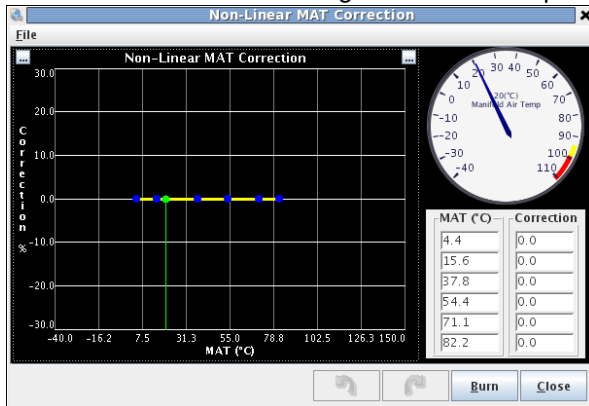 Non-Linear MAT Correction
File
... Non-Linear MAT Correction ...
30.0
20.0
10.0
0.0
-10.0
-20.0
-30.0
Correction %
-40.0 -16.2 7.5 31.3 55.0 78.8 102.5 126.3 150.0
MAT (°C)
-40 -30 -20 -10 0 10 20 30 40 50 60 70 80 90 100 110
20(°C)
Manifold Air Temp
MAT (°C) Correction
4.4 0.0
15.6 0.0
37.8 0.0
54.4 0.0
71.1 0.0
82.2 0.0
Burn Close